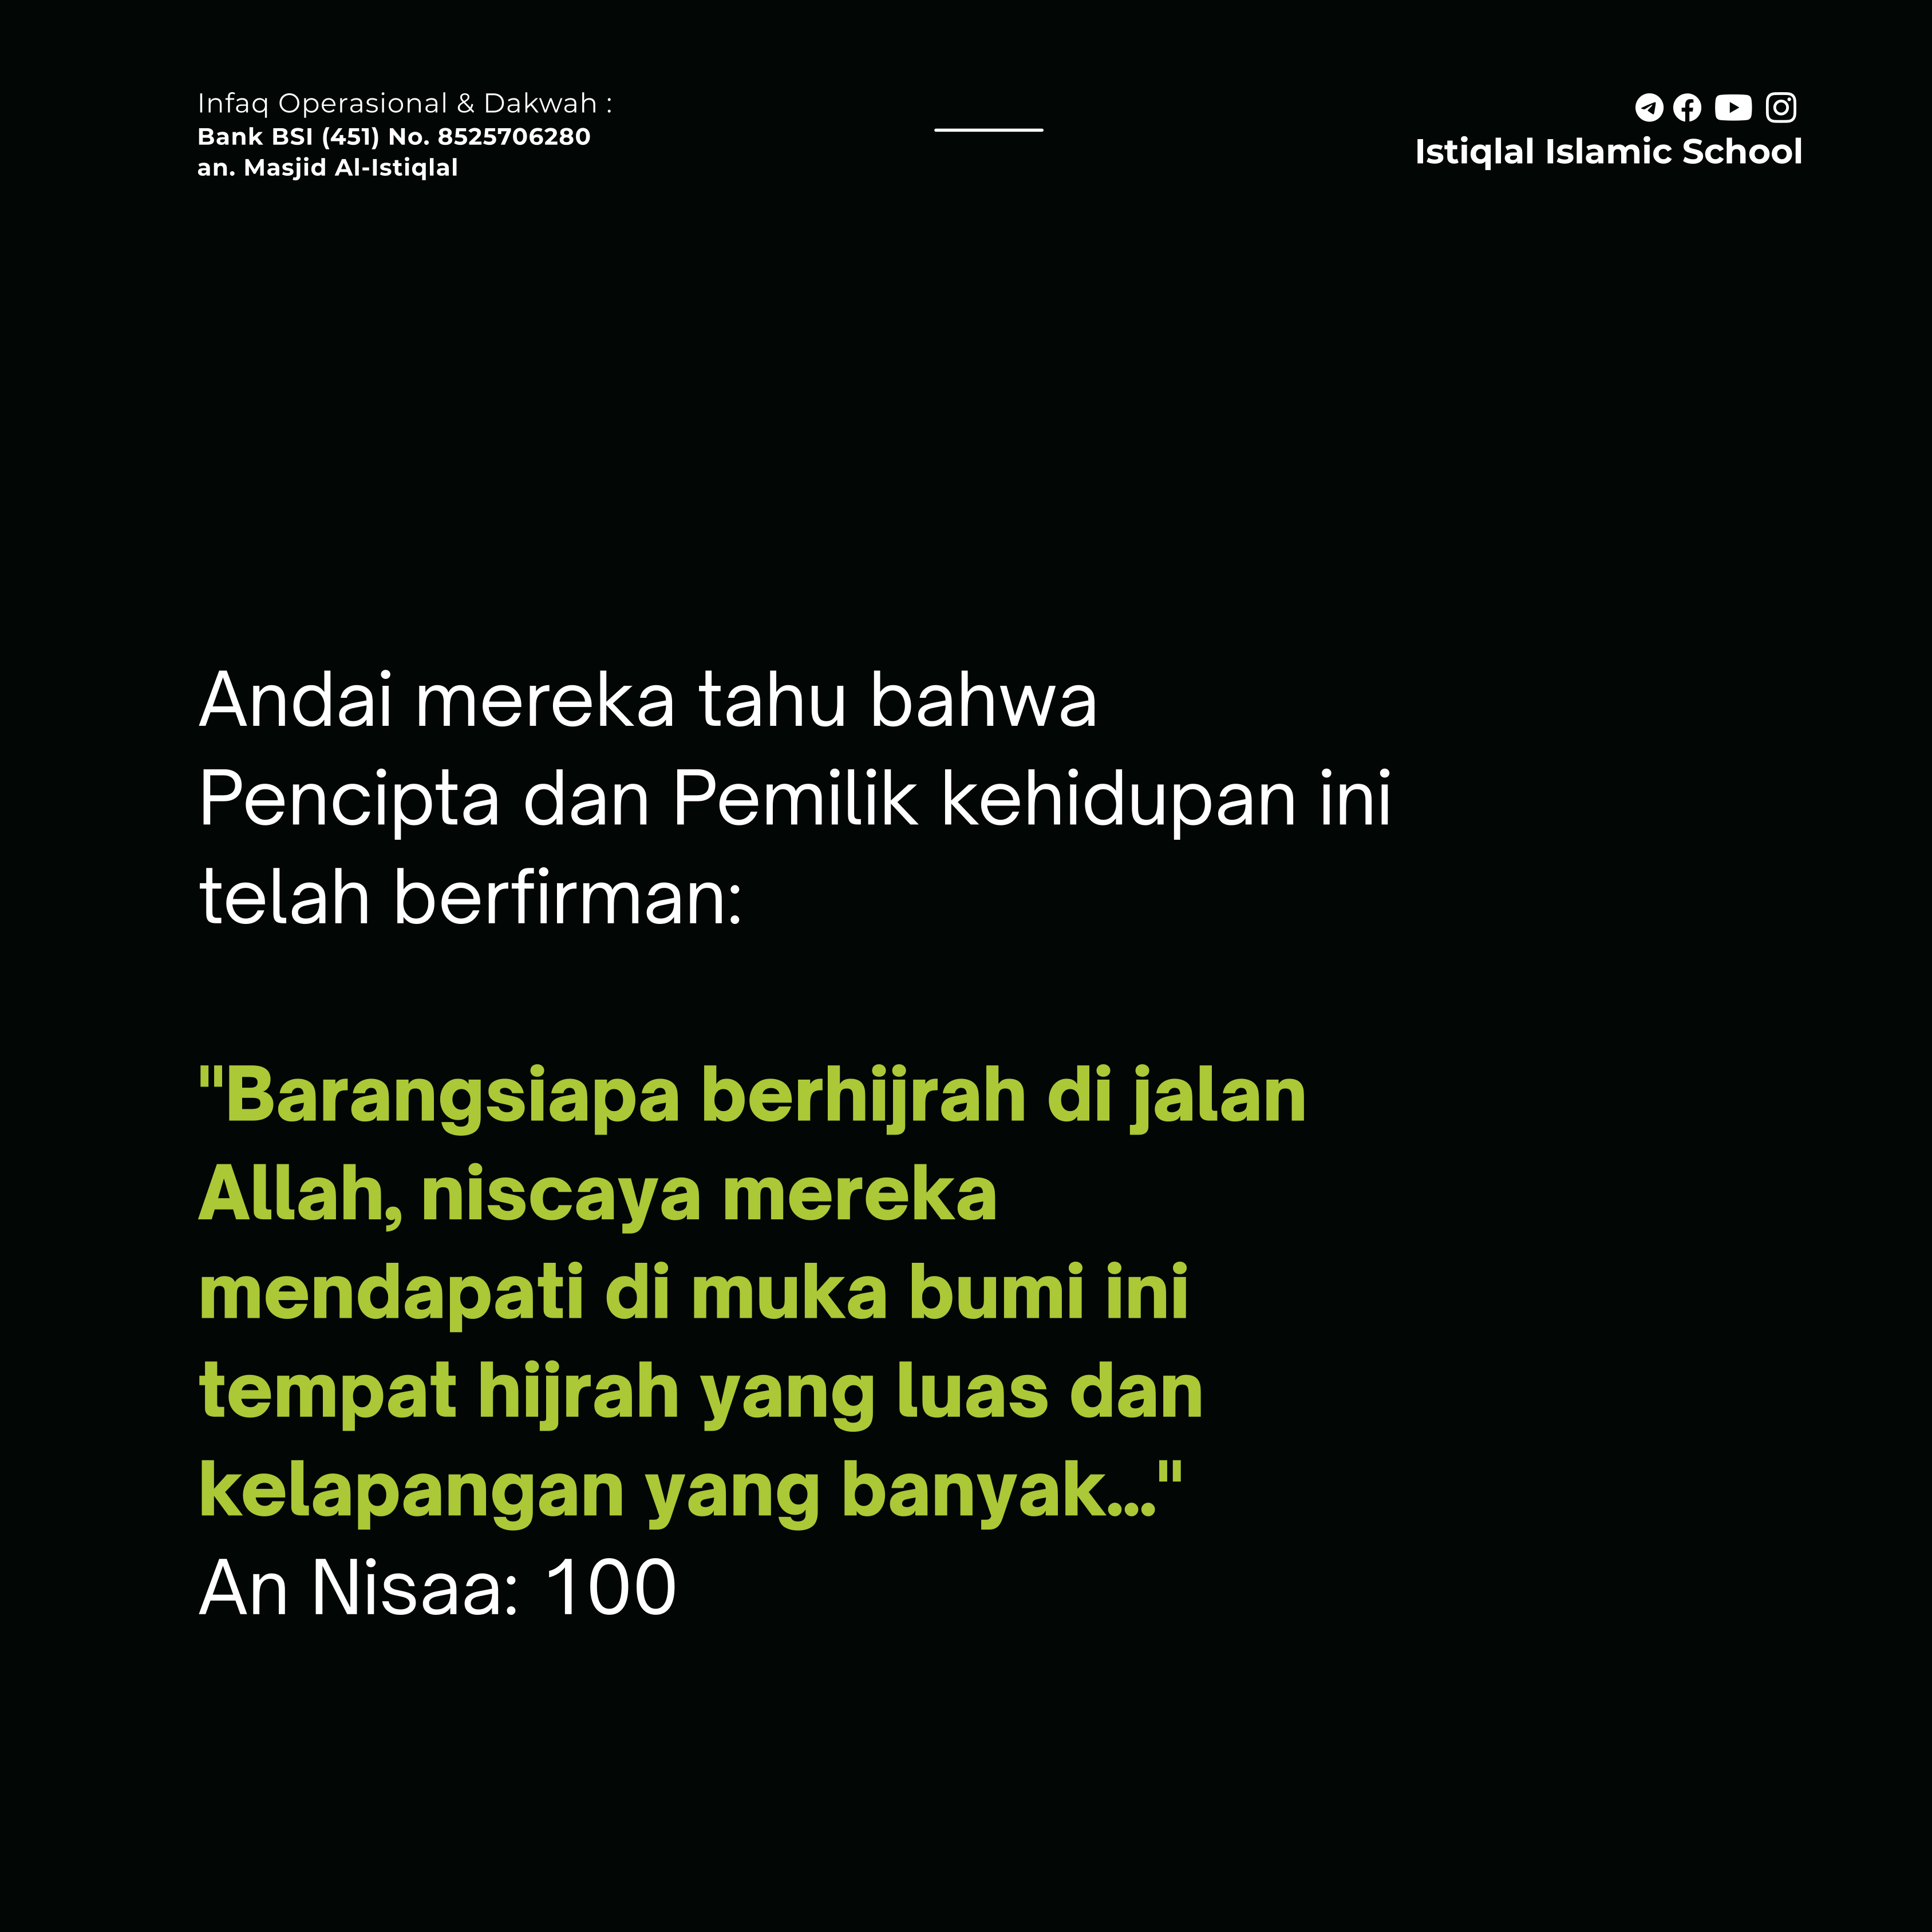 Infaq Operasional & Dakwah :
Bank BSI (451) No. 8525706280
an. Masjid Al-Istiqlal
Istiqlal Islamic School
Andai mereka tahu bahwa
Pencipta dan Pemilik kehidupan ini
telah berfirman:
"Barangsiapa berhijrah di jalan
Allah, niscaya mereka
mendapati di muka bumi ini
tempat hijrah yang luas dan
kelapangan yang banyak..."
An Nisaa: 100